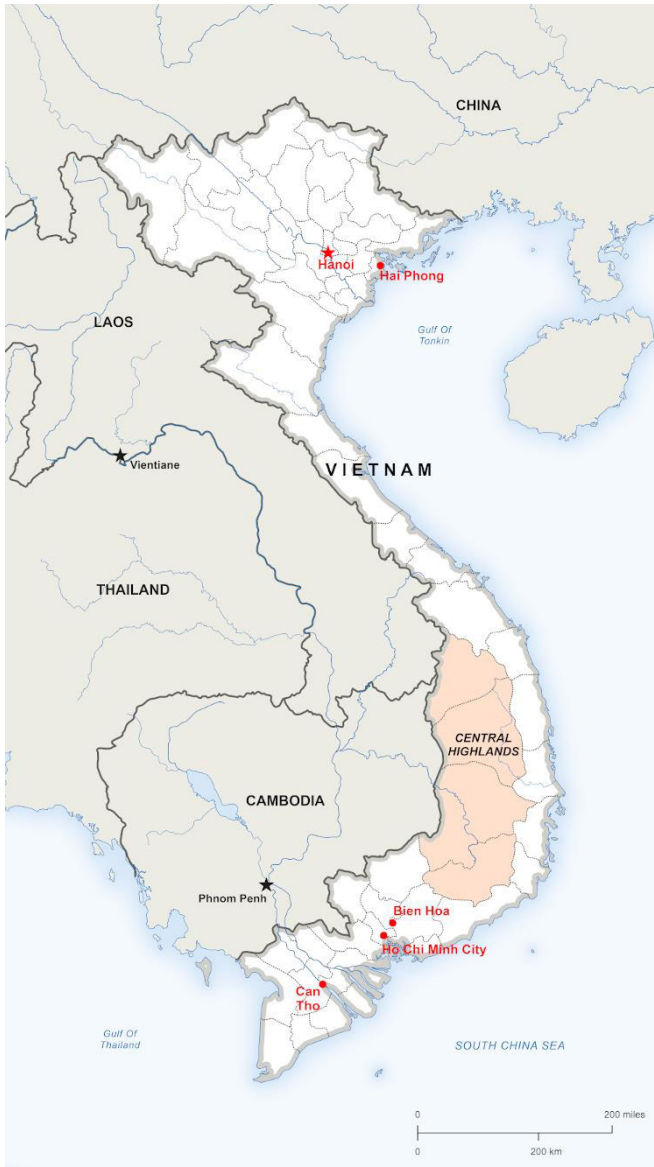 CHINA
Hanoi
Hai Phong
LAOS
Gulf Of
Tonkin
Vientiane
VIETNAM
THAILAND
CENTRAL
HIGHLANDS
CAMBODIA
Phnom Penh
Bien Hoa
Ho Chi Minh City
Can
Tho
Gulf Of
Thailand
SOUTH CHINA SEA
0 200 miles
0 200 km